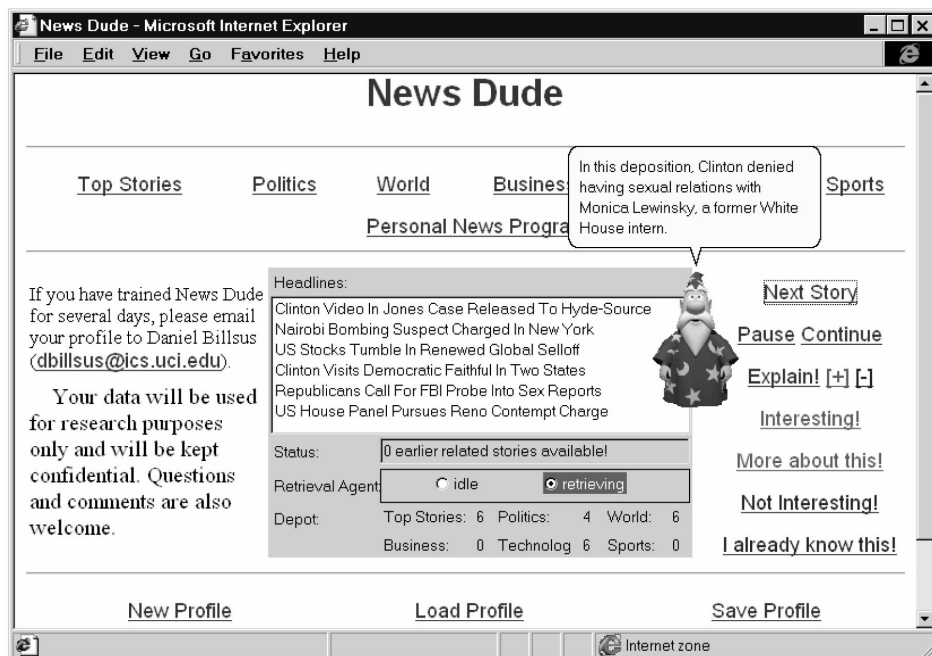 News Dude - Microsoft Internet Explorer
File Edit View Go Favorites Help
News Dude
Top Stories Politics World Business Sports
Personal News Progra
In this deposition, Clinton denied
having sexual relations with
Monica Lewinsky, a former White
House intern.
If you have trained News Dude
for several days, please email
your profile to Daniel Billsus
(dbillsus@ics.uci.edu).
Your data will be used
for research purposes
only and will be kept
confidential. Questions
and comments are also
welcome.
Headlines:
Clinton Video In Jones Case Released To Hyde-Source
Nairobi Bombing Suspect Charged In New York
US Stocks Tumble In Renewed Global Selloff
Clinton Visits Democratic Faithful In Two States
Republicans Call For FBI Probe Into Sex Reports
US House Panel Pursues Reno Contempt Charge
Status: 0 earlier related stories available!
Retrieval Agent: idle retrieving
Depot: Top Stories: 6 Politics: 4 World: 6
Business: 0 Technolog 6 Sports: 0
Next Story
Pause Continue
Explain! [+] [-]
Interesting!
More about this!
Not Interesting!
I already know this!
New Profile Load Profile Save Profile
Internet zone